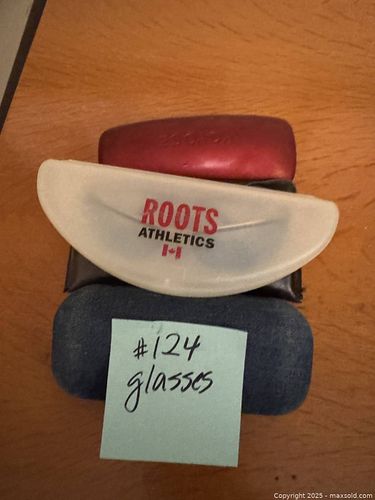 ROOTS
ATHLETICS
#124
glasses
Copyright © 2025 - maxsold.com